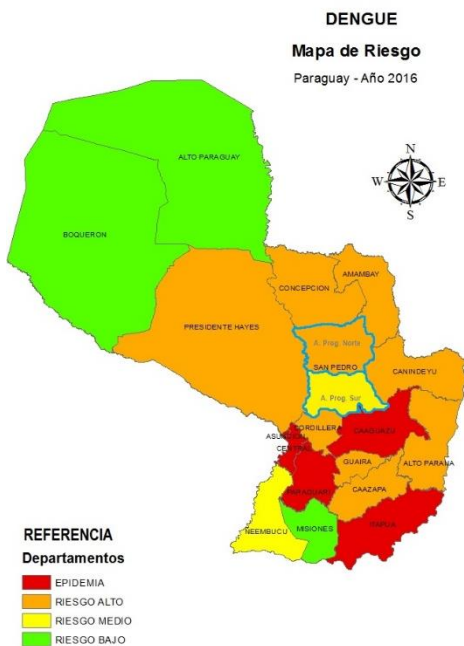 DENGUE
Mapa de Riesgo
Paraguay - Año 2016
N
W E
S
ALTO PARAGUAY
BOQUERON
AMAMBAY
CONCEPCION
PRESIDENTE HAYES
A. Prog. Norte
SAN PEDRO
CANINDEYU
A. Prog. Sur
CORDILLERA
CAAGUAZU
ASUNCION
CENTRAL
GUAIRA
ALTO PARANA
PARAGUARI
CAAZAPA
ITAPUA
MISIONES
ÑEEMBUCU
REFERENCIA
Departamentos
EPIDEMIA
RIESGO ALTO
RIESGO MEDIO
RIESGO BAJO